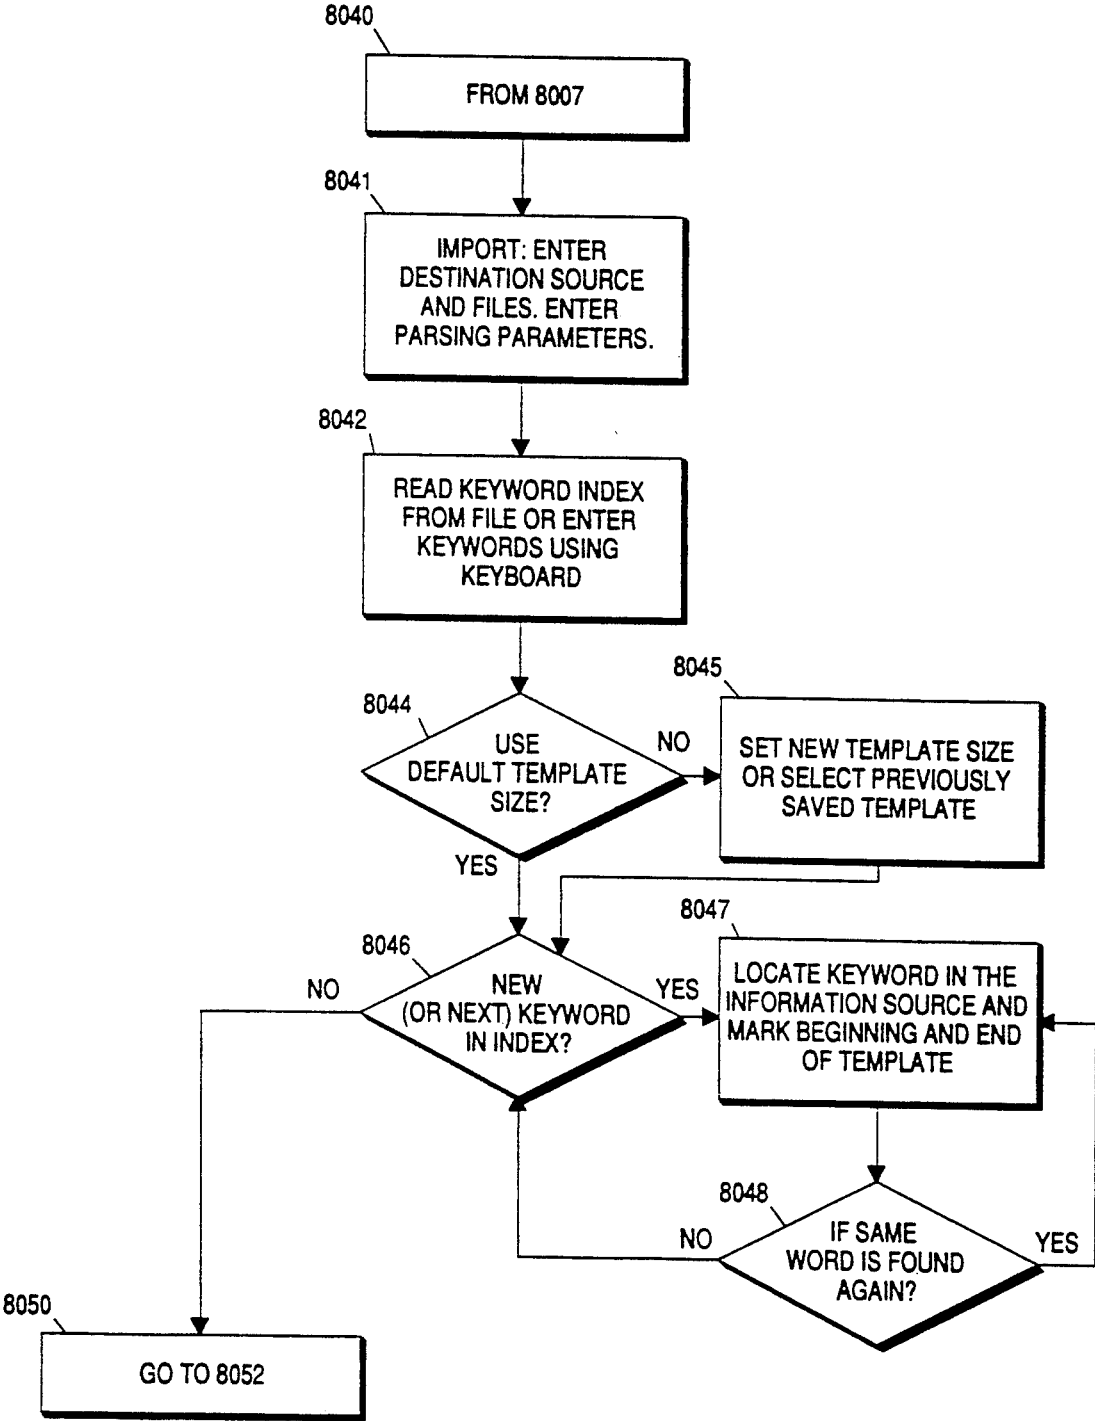 8040
FROM 8007
8041
IMPORT: ENTER
DESTINATION SOURCE
AND FILES. ENTER
PARSING PARAMETERS.
8042
READ KEYWORD INDEX
FROM FILE OR ENTER
KEYWORDS USING
KEYBOARD
8044
USE
DEFAULT TEMPLATE
SIZE?
NO
YES
8045
SET NEW TEMPLATE SIZE
OR SELECT PREVIOUSLY
SAVED TEMPLATE
8046
NEW
(OR NEXT) KEYWORD
IN INDEX?
NO
YES
8047
LOCATE KEYWORD IN THE
INFORMATION SOURCE AND
MARK BEGINNING AND END
OF TEMPLATE
8048
IF SAME
WORD IS FOUND
AGAIN?
NO
YES
8050
GO TO 8052